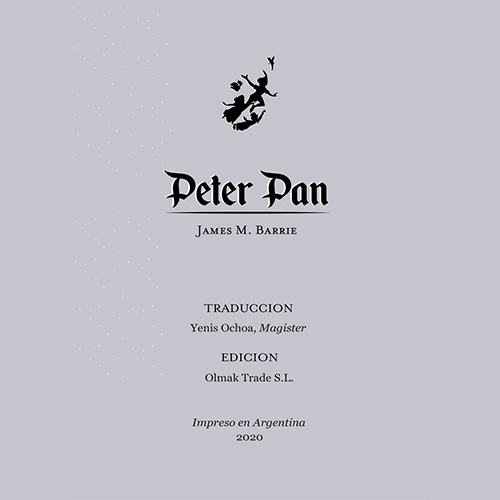 Peter Pan
James M. Barrie
TRADUCCION
Yenis Ochoa, Magister
EDICION
Olmak Trade S.L.
Impreso en Argentina
2020